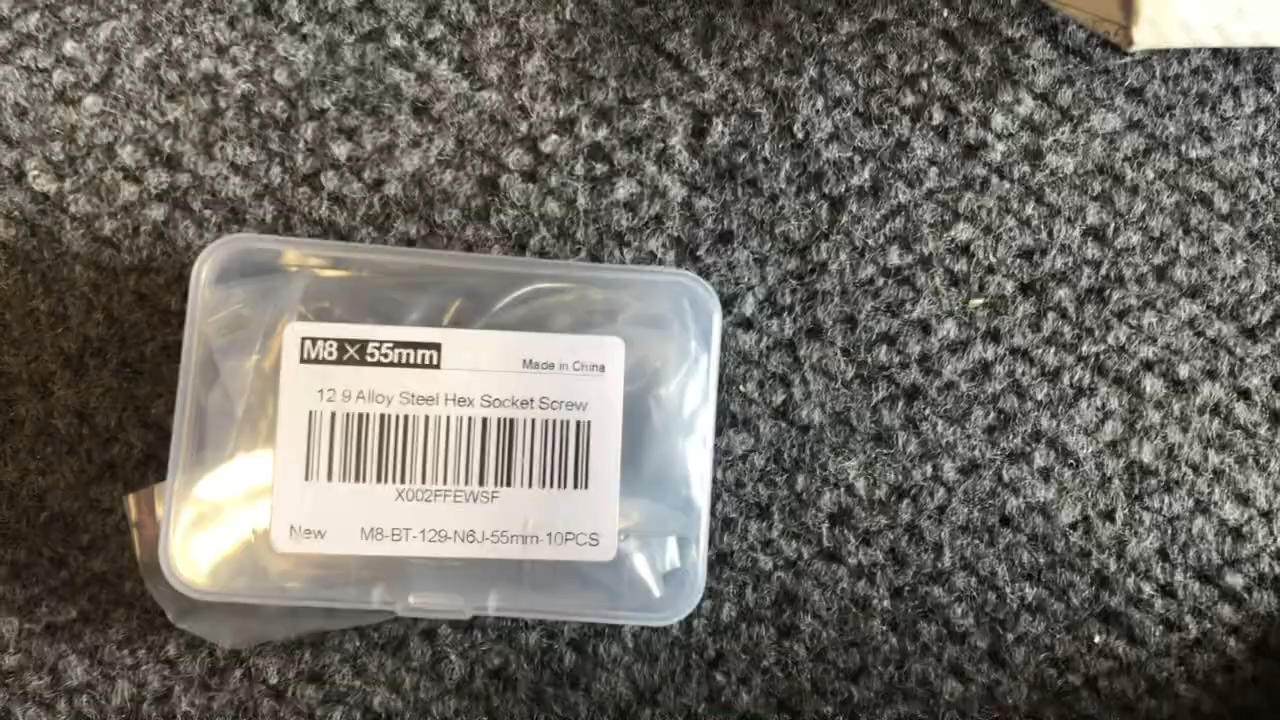 M8×55mm
Made in China
12.9 Alloy Steel Hex Socket Screw
X002FFEWSF
New M8-BT-129-N6J-55mm-10PCS